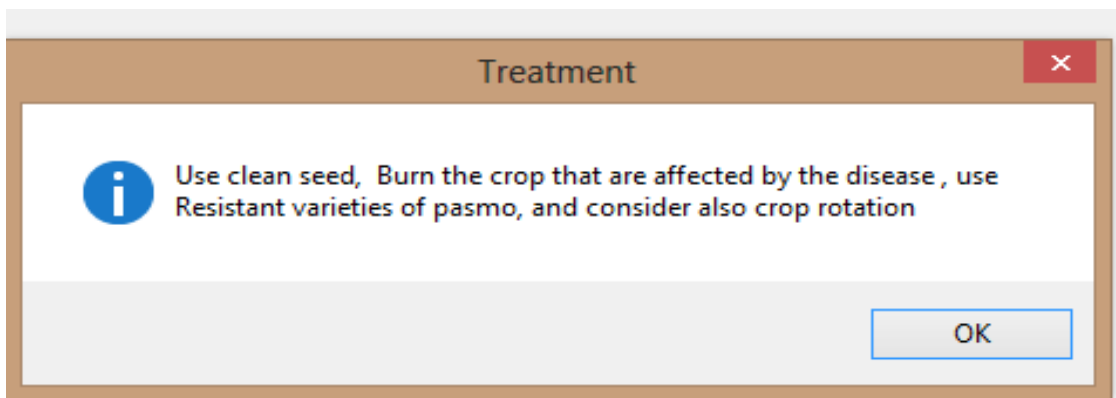 Treatment
Use clean seed,  Burn the crop that are affected by the disease , use
Resistant varieties of pasmo, and consider also crop rotation
OK